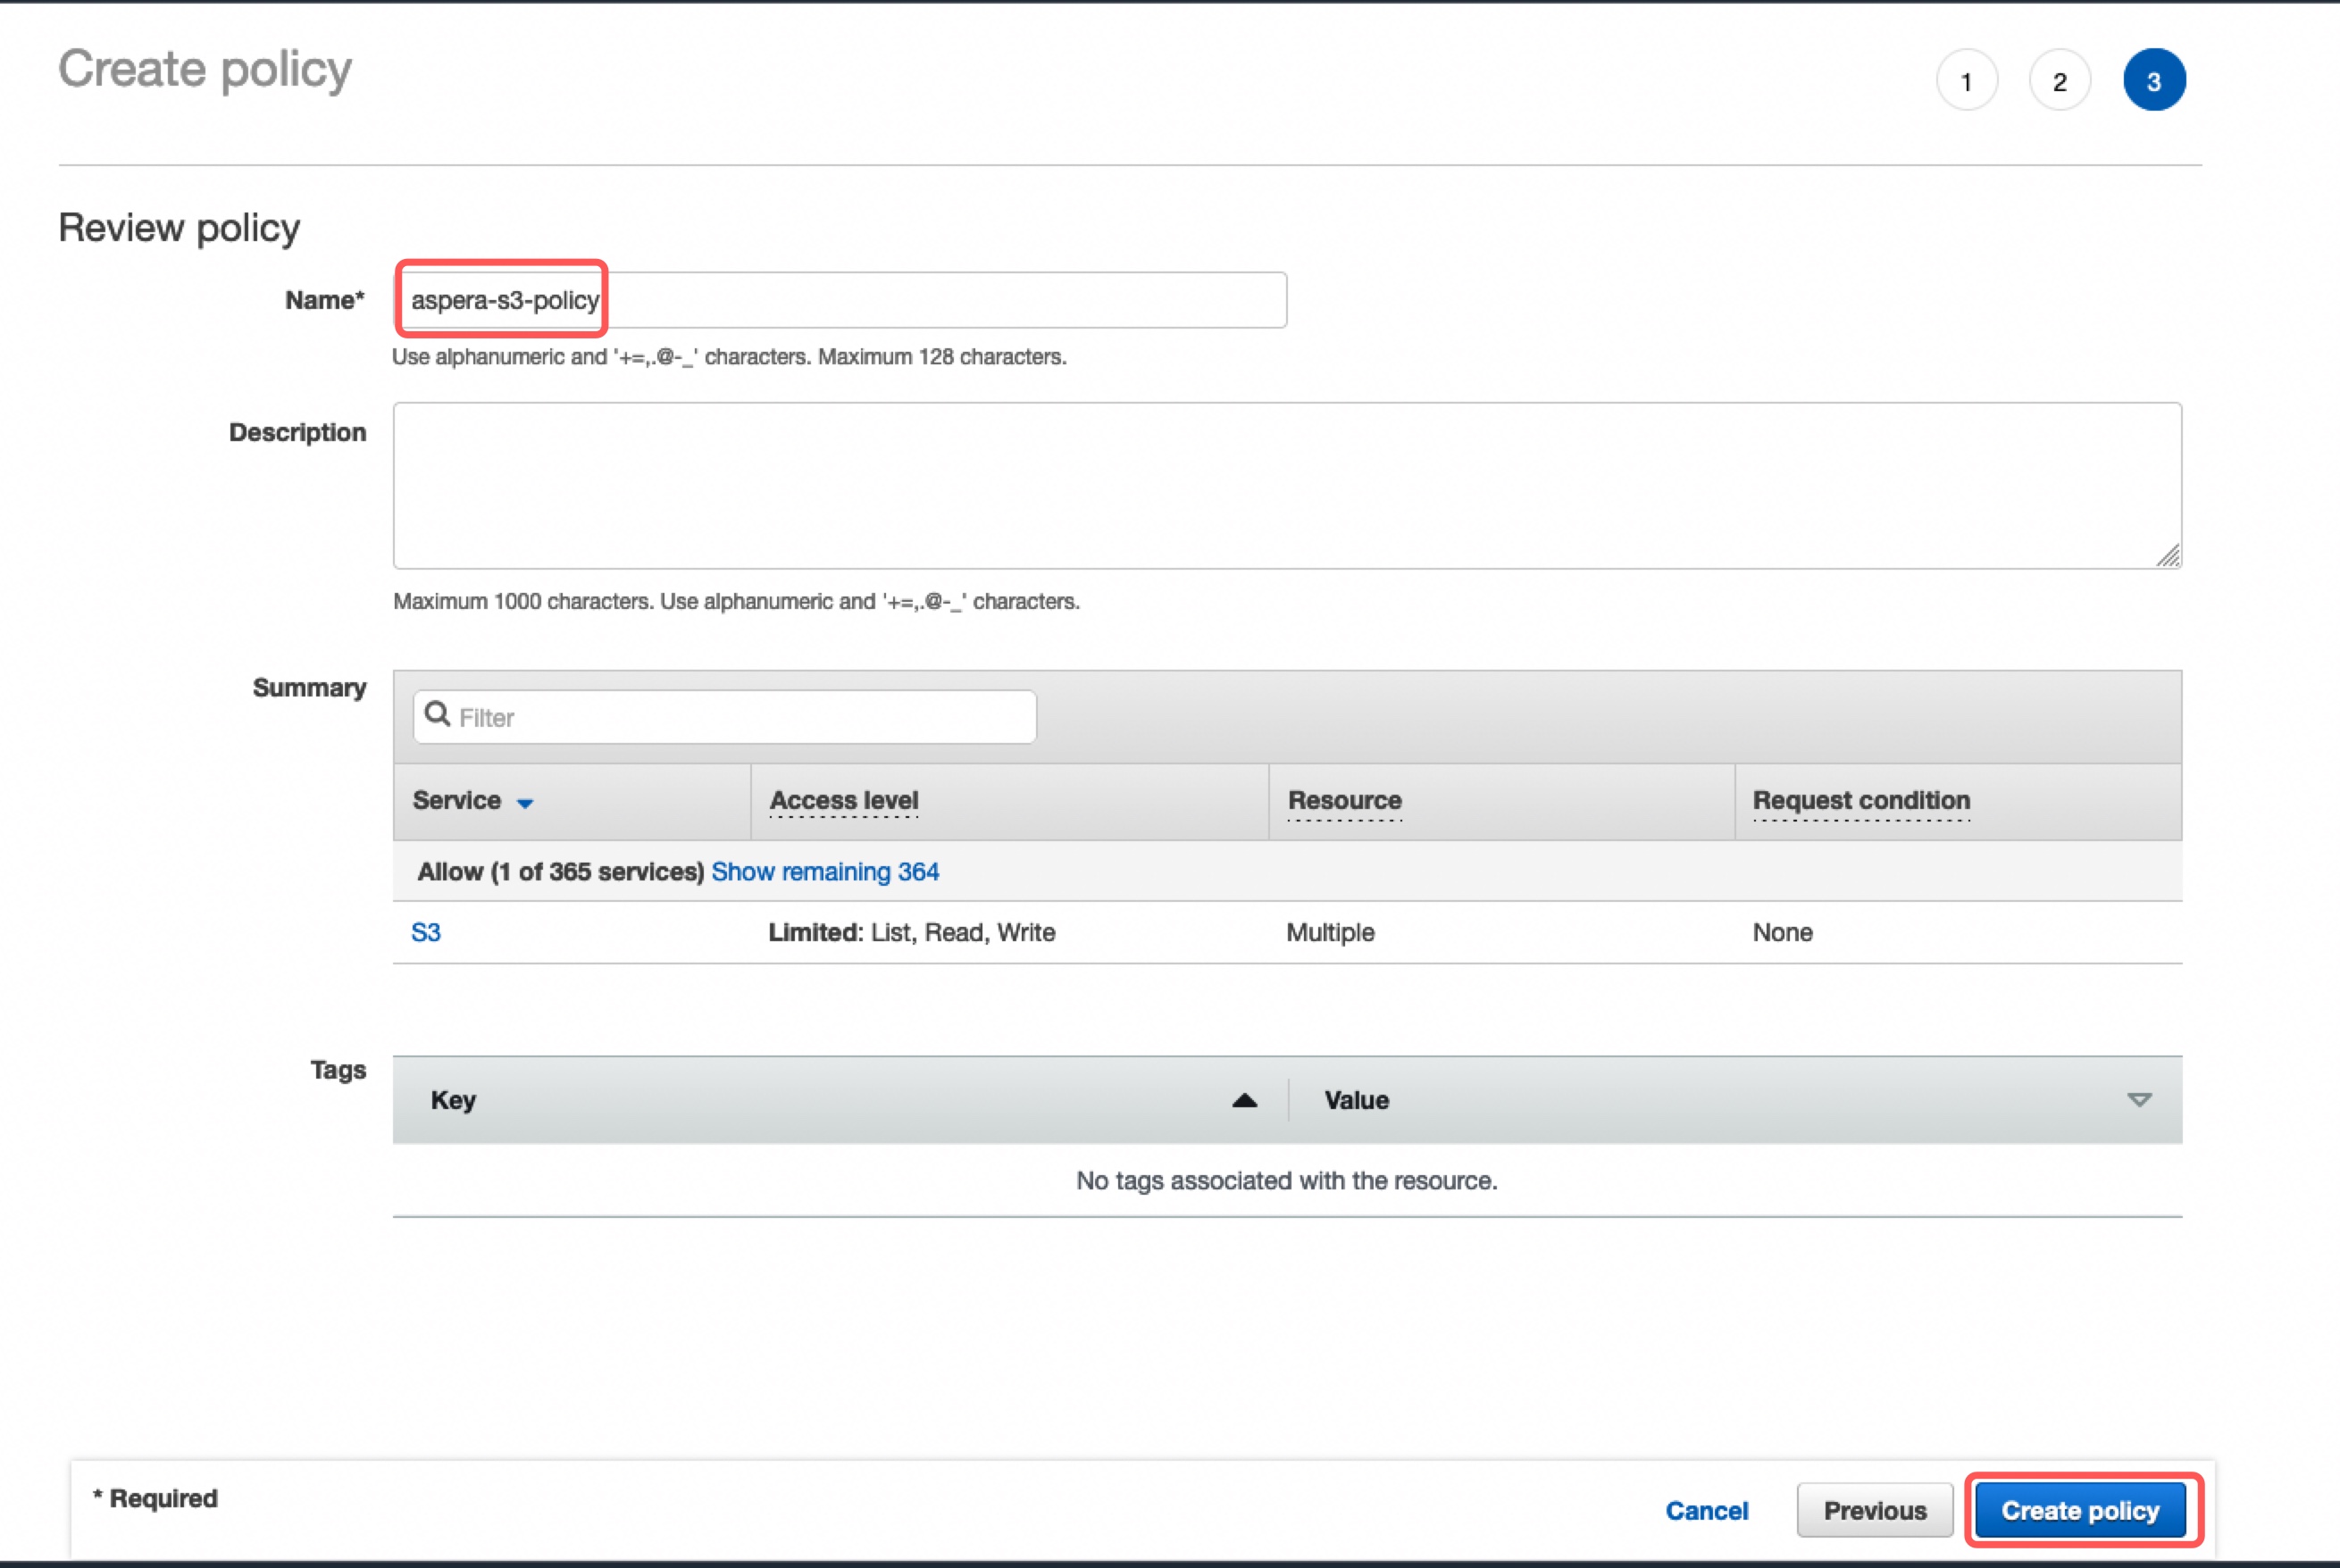 Create policy
1 2 3
Review policy
Name* aspera-s3-policy
Use alphanumeric and '+=,.@-_' characters. Maximum 128 characters.
Description
Maximum 1000 characters. Use alphanumeric and '+=,.@-_' characters.
Summary
Filter
Service Access level Resource Request condition
Allow (1 of 365 services) Show remaining 364
S3 Limited: List, Read, Write Multiple None
Tags
Key Value
No tags associated with the resource.
* Required
Cancel Previous Create policy